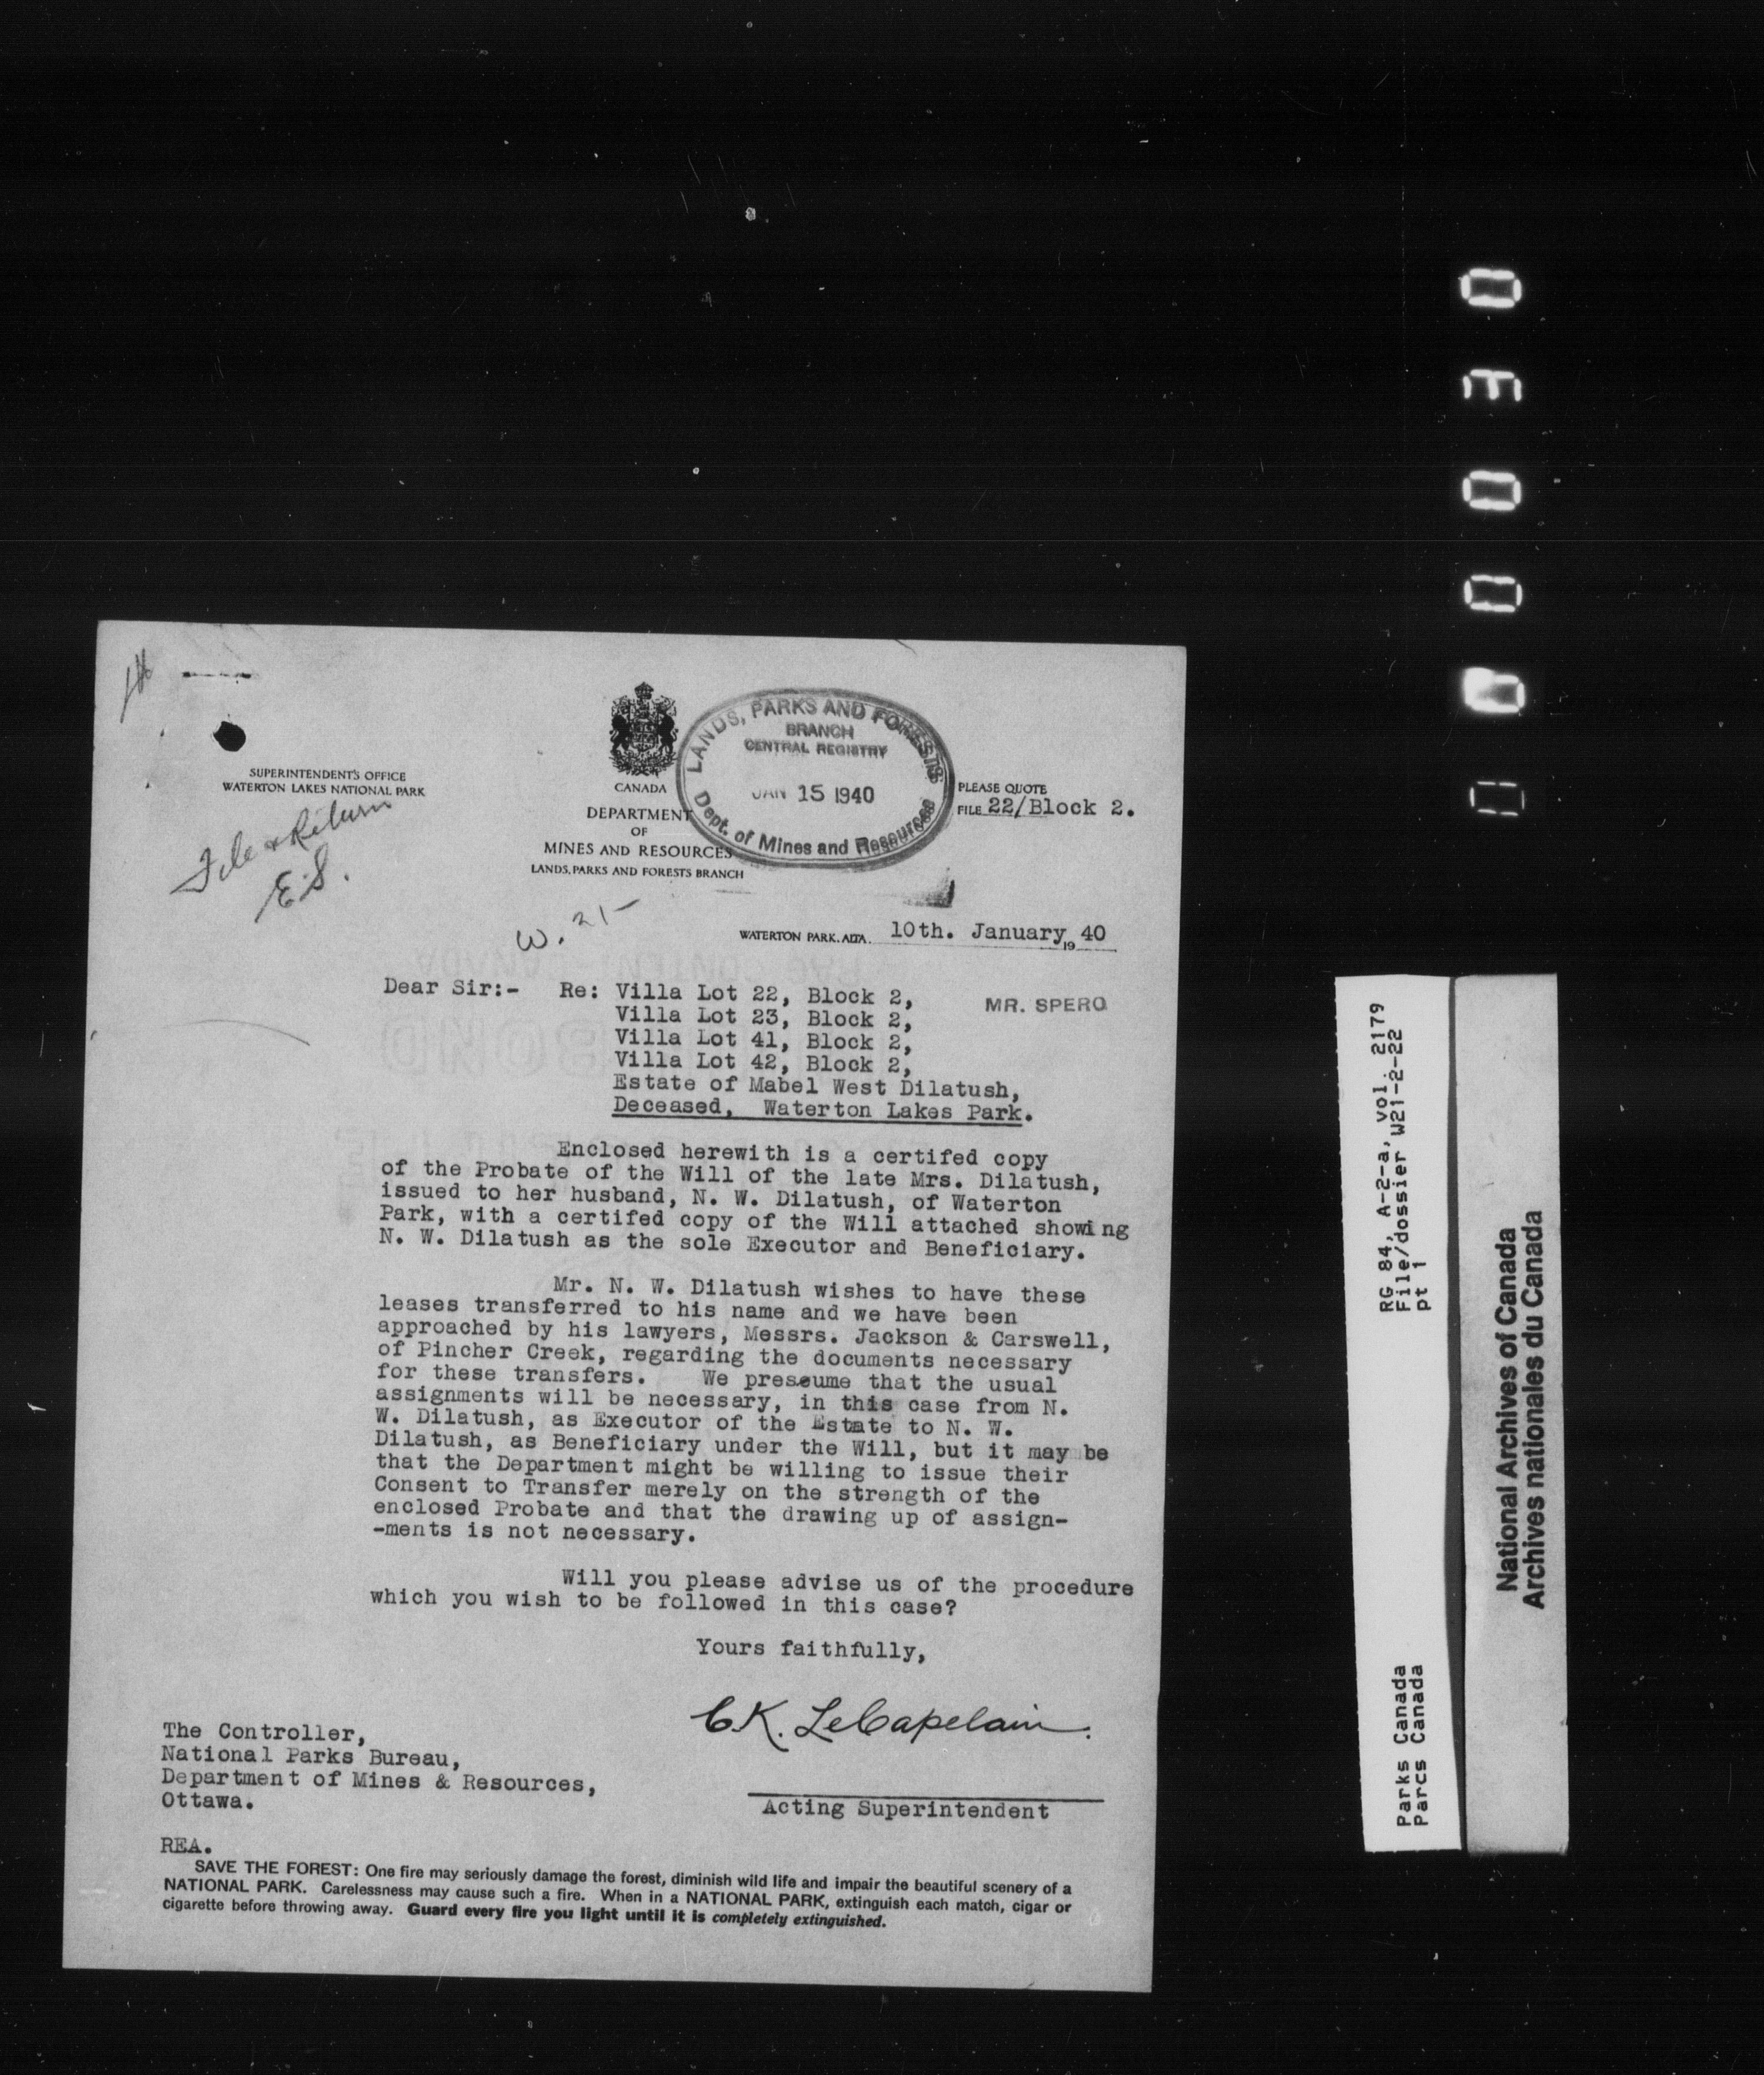 SUPERINTENDENT'S OFFICE
WATERTON LAKES NATIONAL PARK
File & Return
E.S.
CANADA
DEPARTMENT
OF
MINES AND RESOURCES
LANDS, PARKS AND FORESTS BRANCH
LANDS, PARKS AND FORESTS
BRANCH
CENTRAL REGISTRY
JAN 15 1940
Dept. of Mines and Resources
PLEASE QUOTE
FILE 22/Block 2.
W. 21-
WATERTON PARK, ALTA. 10th. January 19 40
Dear Sir:- Re: Villa Lot 22, Block 2,
MR. SPERO
Villa Lot 23, Block 2,
Villa Lot 41, Block 2,
Villa Lot 42, Block 2,
Estate of Mabel West Dilatush,
Deceased, Waterton Lakes Park.
Enclosed herewith is a certifed copy
of the Probate of the Will of the late Mrs. Dilatush,
issued to her husband, N. W. Dilatush, of Waterton
Park, with a certifed copy of the Will attached showing
N. W. Dilatush as the sole Executor and Beneficiary.
Mr. N. W. Dilatush wishes to have these
leases transferred to his name and we have been
approached by his lawyers, Messrs. Jackson & Carswell,
of Pincher Creek, regarding the documents necessary
for these transfers. We preseume that the usual
assignments will be necessary, in this case from N.
W. Dilatush, as Executor of the Estate to N. W.
Dilatush, as Beneficiary under the Will, but it may be
that the Department might be willing to issue their
Consent to Transfer merely on the strength of the
enclosed Probate and that the drawing up of assign-
-ments is not necessary.
Will you please advise us of the procedure
which you wish to be followed in this case?
Yours faithfully,
C.K. LeCapelain.
Acting Superintendent
The Controller,
National Parks Bureau,
Department of Mines & Resources,
Ottawa.
REA.
SAVE THE FOREST: One fire may seriously damage the forest, diminish wild life and impair the beautiful scenery of a
NATIONAL PARK. Carelessness may cause such a fire. When in a NATIONAL PARK, extinguish each match, cigar or
cigarette before throwing away. Guard every fire you light until it is completely extinguished.
RG 84, A-2-a, vol. 2179
File/dossier W21-2-22
pt 1
Parks Canada
Parcs Canada
National Archives of Canada
Archives nationales du Canada